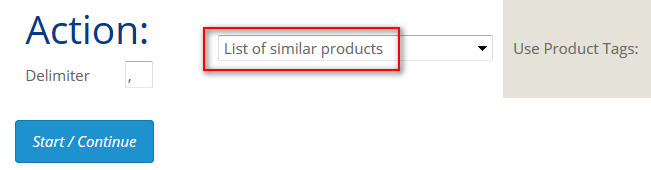 Action:
List of similar products
Use Product Tags:
Delimiter
,
Start / Continue